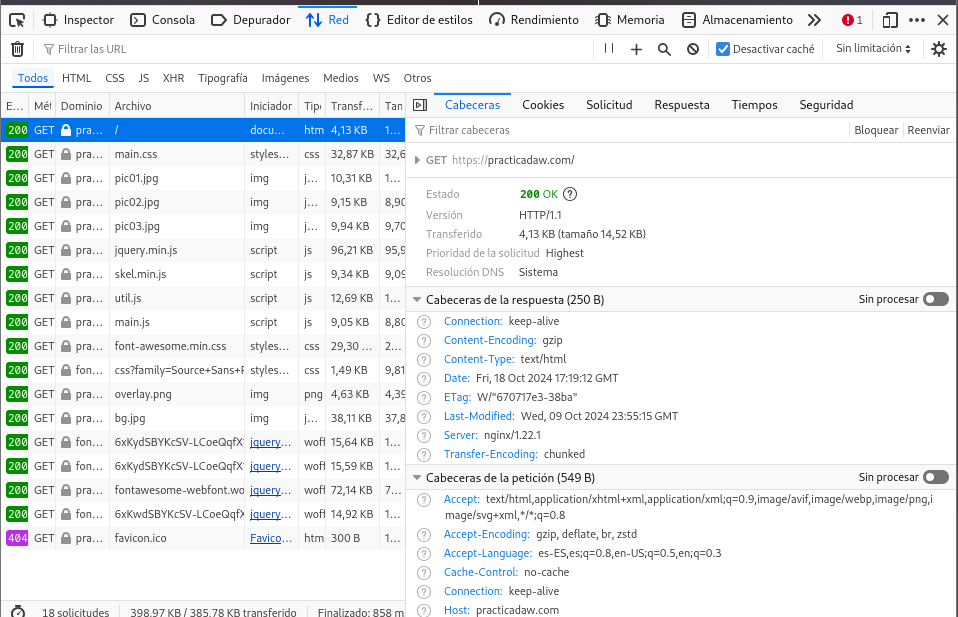 Inspector Consola Depurador Red Editor de estilos Rendimiento Memoria Almacenamiento 1
Filtrar las URL Desactivar caché Sin limitación
Todos HTML CSS JS XHR Tipografía Imágenes Medios WS Otros
E... Mét Dominio Archivo Iniciador Tipo Transf... Tan
200 GET pra... / docu... htm 4,13 KB 1...
200 GET pra... main.css styles... css 32,87 KB 32,6
200 GET pra... pic01.jpg img j... 10,31 KB 1...
200 GET pra... pic02.jpg img j... 9,15 KB 8,90
200 GET pra... pic03.jpg img j... 9,94 KB 9,70
200 GET pra... jquery.min.js script js 96,21 KB 95,9
200 GET pra... skel.min.js script js 9,34 KB 9,09
200 GET pra... util.js script js 12,69 KB 1...
200 GET pra... main.js script js 9,05 KB 8,80
200 GET pra... font-awesome.min.css styles... css 29,30 ... 2...
200 GET fon... css?family=Source+Sans+P styles... css 1,49 KB 9,81
200 GET pra... overlay.png img png 4,63 KB 4,39
200 GET pra... bg.jpg img j... 38,11 KB 37,8
200 GET fon... 6xKydSBYKcSV-LCoeQqfX jquery... woff 15,64 KB 1...
200 GET fon... 6xKydSBYKcSV-LCoeQqfX jquery... woff 15,59 KB 1...
200 GET pra... fontawesome-webfont.wo jquery... woff 72,14 KB 7...
200 GET fon... 6xKwdSBYKcSV-LCoeQqfX jquery... woff 14,92 KB 1...
404 GET pra... favicon.ico Favico... htm 300 B 1...
18 solicitudes 398,97 KB / 385,78 KB transferido Finalizado: 858 ms
Cabeceras Cookies Solicitud Respuesta Tiempos Seguridad
Filtrar cabeceras Bloquear Reenviar
GET https://practicadaw.com/
Estado 200 OK ?
Versión HTTP/1.1
Transferido 4,13 KB (tamaño 14,52 KB)
Prioridad de la solicitud Highest
Resolución DNS Sistema
Cabeceras de la respuesta (250 B) Sin procesar
? Connection: keep-alive
? Content-Encoding: gzip
? Content-Type: text/html
? Date: Fri, 18 Oct 2024 17:19:12 GMT
? ETag: W/"670717e3-38ba"
? Last-Modified: Wed, 09 Oct 2024 23:55:15 GMT
? Server: nginx/1.22.1
? Transfer-Encoding: chunked
Cabeceras de la petición (549 B) Sin procesar
? Accept: text/html,application/xhtml+xml,application/xml;q=0.9,image/avif,image/webp,image/png,i
mage/svg+xml,*/*;q=0.8
? Accept-Encoding: gzip, deflate, br, zstd
? Accept-Language: es-ES,es;q=0.8,en-US;q=0.5,en;q=0.3
? Cache-Control: no-cache
? Connection: keep-alive
? Host: practicadaw.com